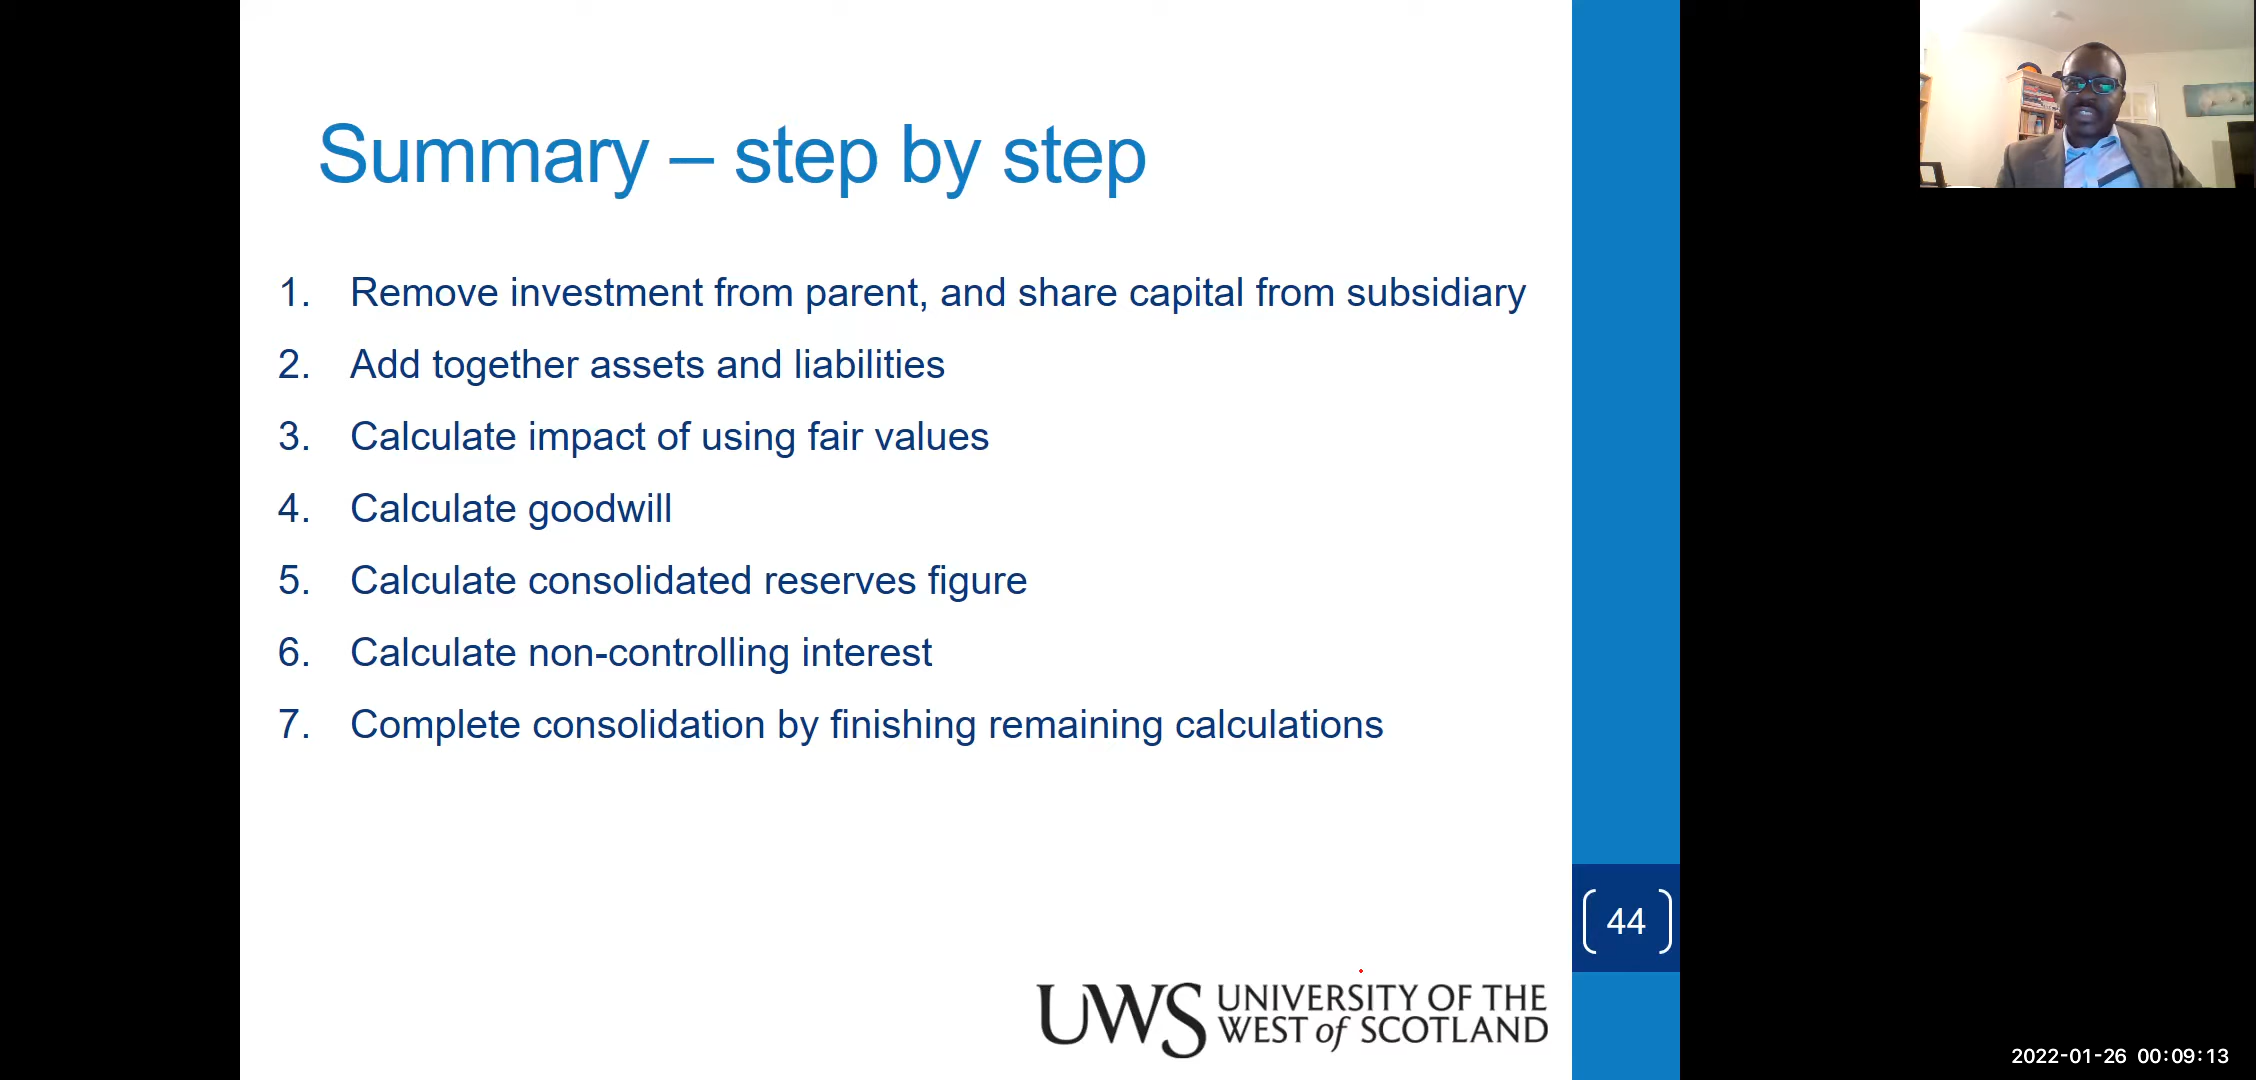 Summary – step by step
1. Remove investment from parent, and share capital from subsidiary
2. Add together assets and liabilities
3. Calculate impact of using fair values
4. Calculate goodwill
5. Calculate consolidated reserves figure
6. Calculate non-controlling interest
7. Complete consolidation by finishing remaining calculations
44
UWS UNIVERSITY OF THE
WEST of SCOTLAND
2022-01-26 00:09:13